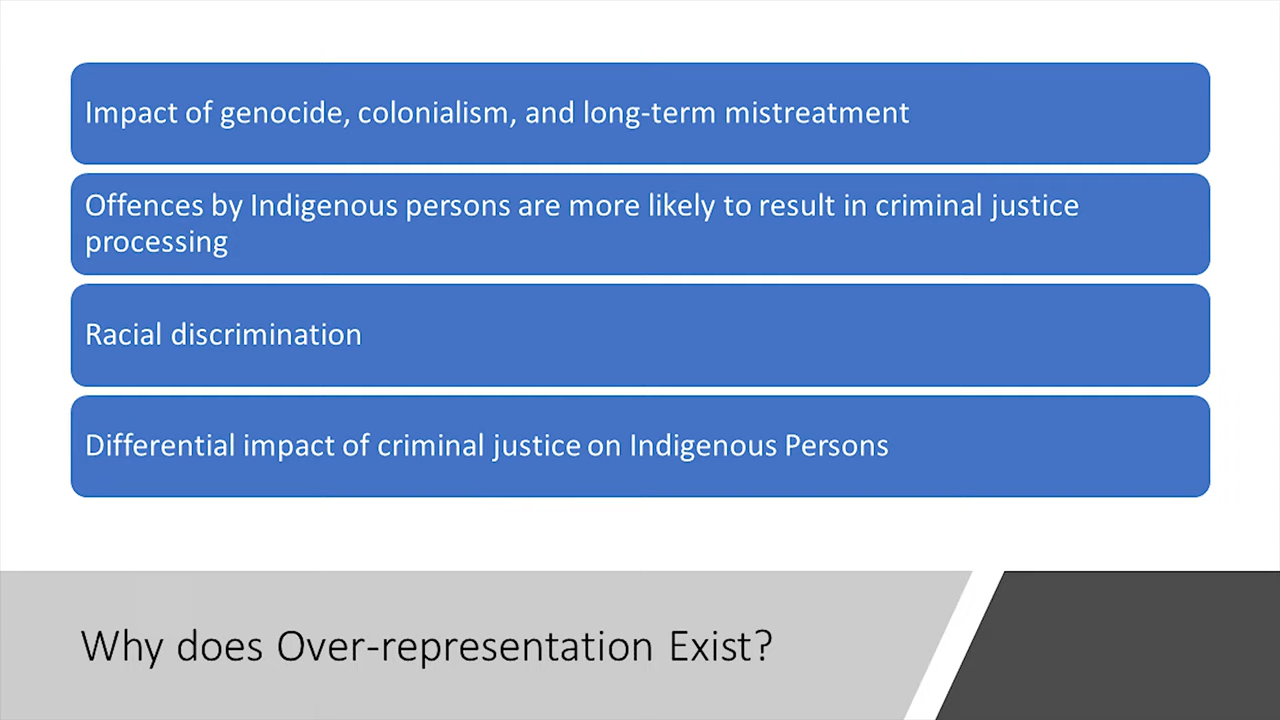 Impact of genocide, colonialism, and long-term mistreatment
Offences by Indigenous persons are more likely to result in criminal justice
processing
Racial discrimination
Differential impact of criminal justice on Indigenous Persons
Why does Over-representation Exist?